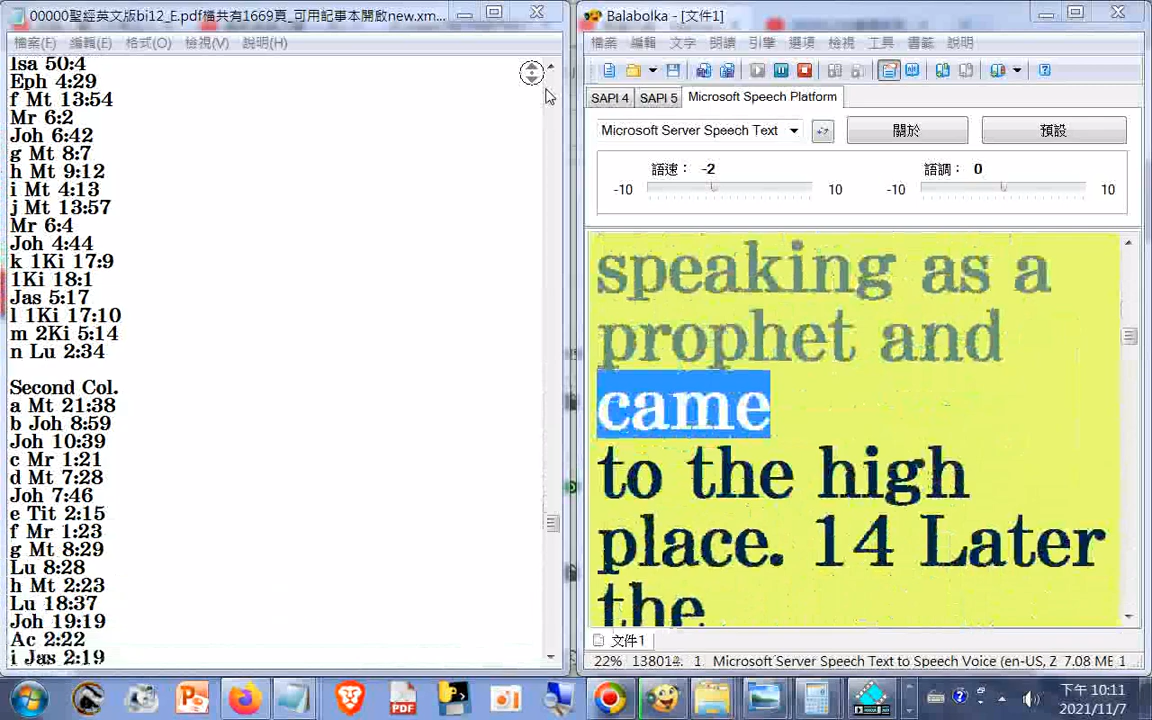 00000聖經英文版bi12_E.pdf檔共有1669頁_可用記事本開啟new.xm...
檔案(F) 編輯(E) 格式(O) 檢視(V) 說明(H)
Isa 50:4
Eph 4:29
f Mt 13:54
Mr 6:2
Joh 6:42
g Mt 8:7
h Mt 9:12
i Mt 4:13
j Mt 13:57
Mr 6:4
Joh 4:44
k 1Ki 17:9
1Ki 18:1
Jas 5:17
l 1Ki 17:10
m 2Ki 5:14
n Lu 2:34
Second Col.
a Mt 21:38
b Joh 8:59
Joh 10:39
c Mr 1:21
d Mt 7:28
Joh 7:46
e Tit 2:15
f Mr 1:23
g Mt 8:29
Lu 8:28
h Mt 2:23
Lu 18:37
Joh 19:19
Ac 2:22
i Jas 2:19
Balabolka - [文件1]
檔案 編輯 文字 朗讀 引擎 選項 檢視 工具 書籤 說明
SAPI 4 SAPI 5 Microsoft Speech Platform
Microsoft Server Speech Text 關於 預設
語速： -2 語調： 0
-10 10 -10 10
speaking as a
prophet and
came
to the high
place. 14 Later
the
文件1
22% 138014. 1. Microsoft Server Speech Text to Speech Voice (en-US, Z 7.08 ME 1
下午 10:11
2021/11/7